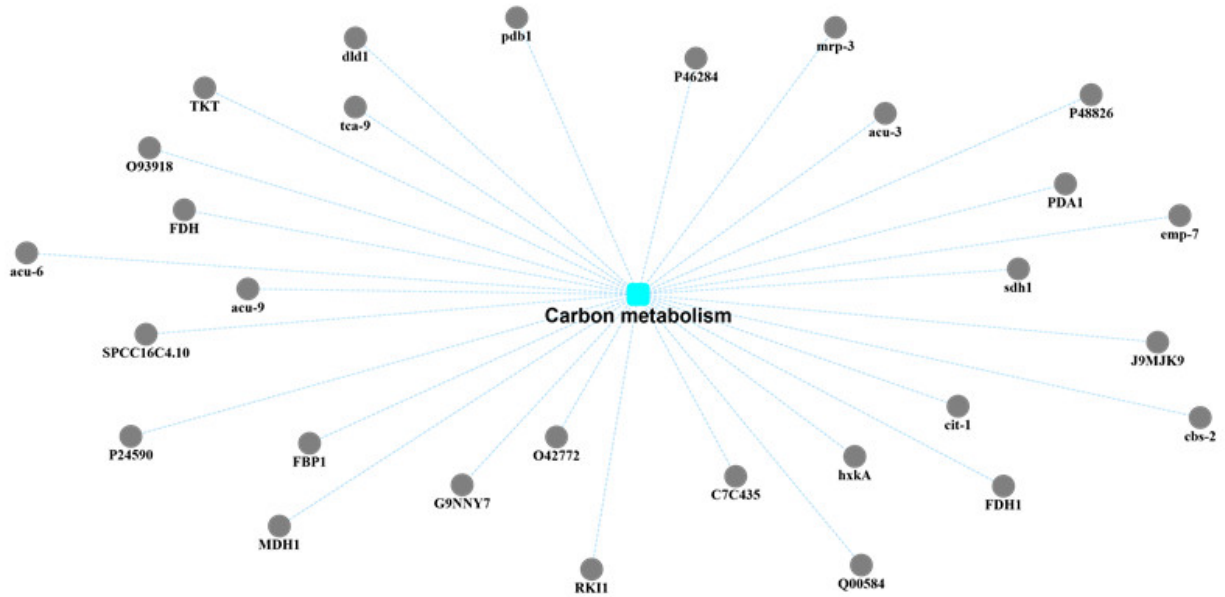 pdb1
mrp-3
dld1
P46284
TKT
P48826
tca-9
acu-3
O93918
PDA1
FDH
emp-7
acu-6
sdh1
acu-9
Carbon metabolism
SPCC16C4.10
J9MJK9
cit-1
cbs-2
P24590
FBP1
O42772
hxkA
C7C435
G9NNY7
FDH1
MDH1
RKI1
Q00584